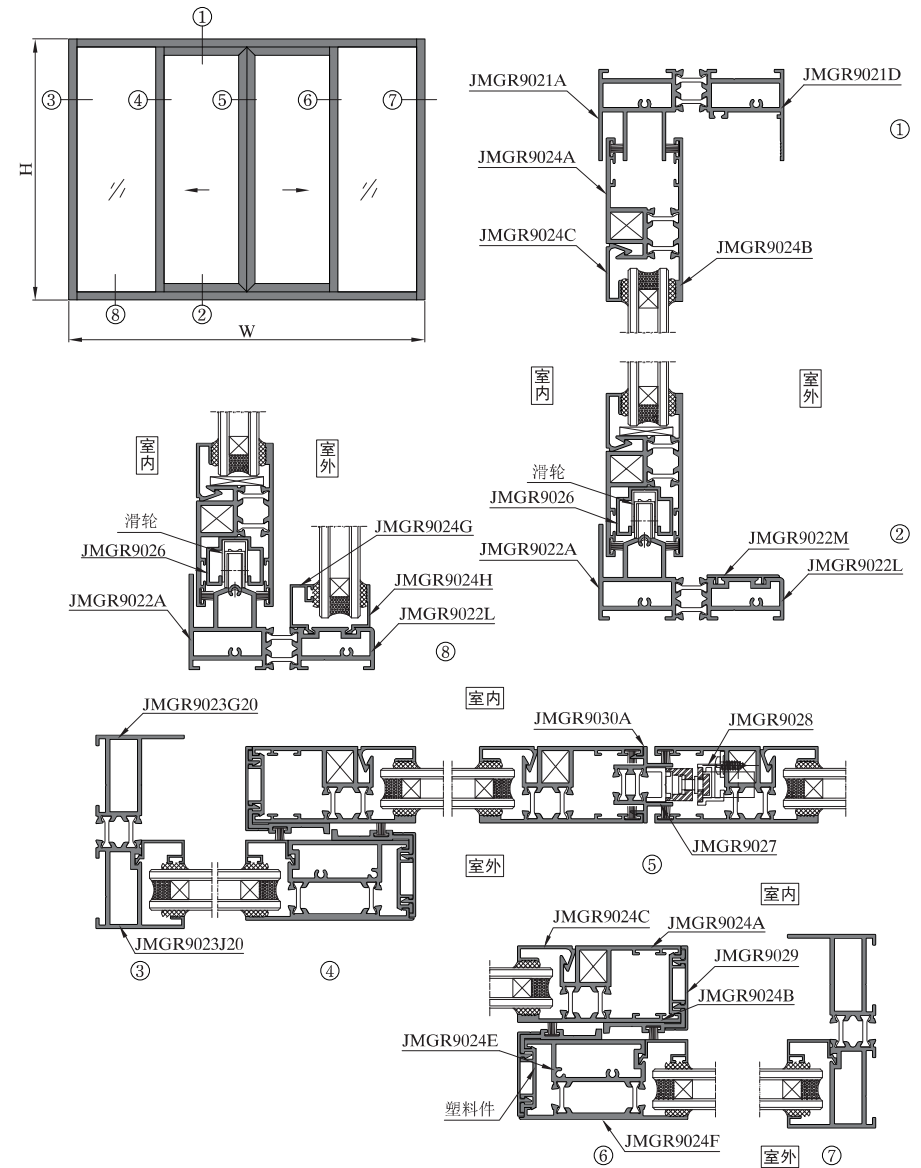 ①
③
④
⑤
⑥
⑦
H
⑧
②
W
JMGR9021A
JMGR9021D
①
JMGR9024A
JMGR9024C
JMGR9024B
室内
室外
滑轮
JMGR9026
JMGR9022A
JMGR9022M
②
JMGR9022L
室内
室外
滑轮
JMGR9026
JMGR9022A
JMGR9024G
JMGR9024H
JMGR9022L
⑧
室内
JMGR9023G20
JMGR9030A
JMGR9028
JMGR9027
室外
⑤
JMGR9023J20
③
④
室内
JMGR9024C
JMGR9024A
JMGR9029
JMGR9024B
JMGR9024E
塑料件
JMGR9024F
⑥
室外
⑦